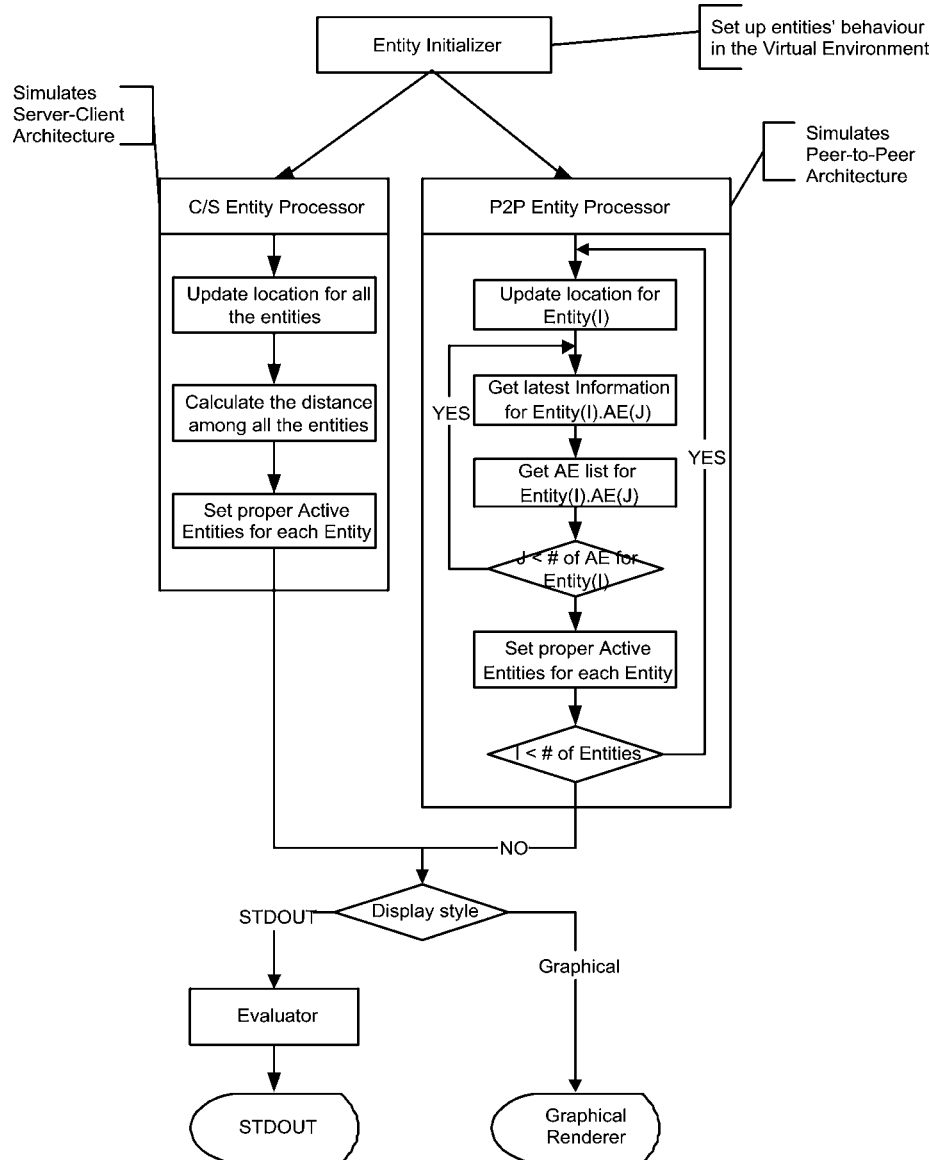 Entity Initializer
Set up entities' behaviour
in the Virtual Environment
Simulates
Server-Client
Architecture
Simulates
Peer-to-Peer
Architecture
C/S Entity Processor
Update location for all
the entities
Calculate the distance
among all the entities
Set proper Active
Entities for each Entity
P2P Entity Processor
Update location for
Entity(I)
Get latest Information
for Entity(I).AE(J)
YES
Get AE list for
Entity(I).AE(J)
YES
J < # of AE for
Entity(I)
Set proper Active
Entities for each Entity
I < # of Entities
NO
Display style
STDOUT
Graphical
Evaluator
STDOUT
Graphical
Renderer